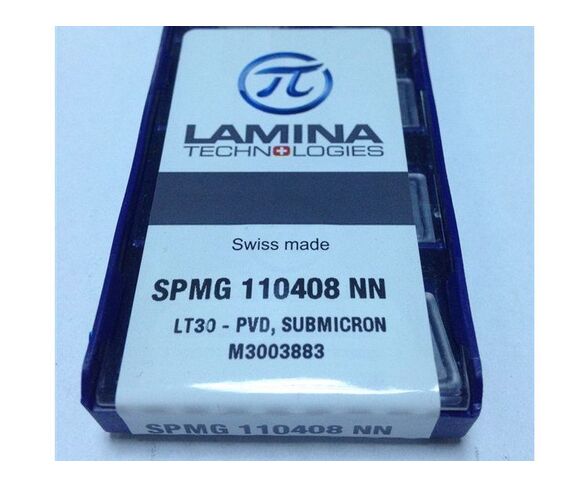 π
LAMINA
TECHNOLOGIES
Swiss made
SPMG 110408 NN
LT30 - PVD, SUBMICRON
M3003883
SPMG 110408 NN